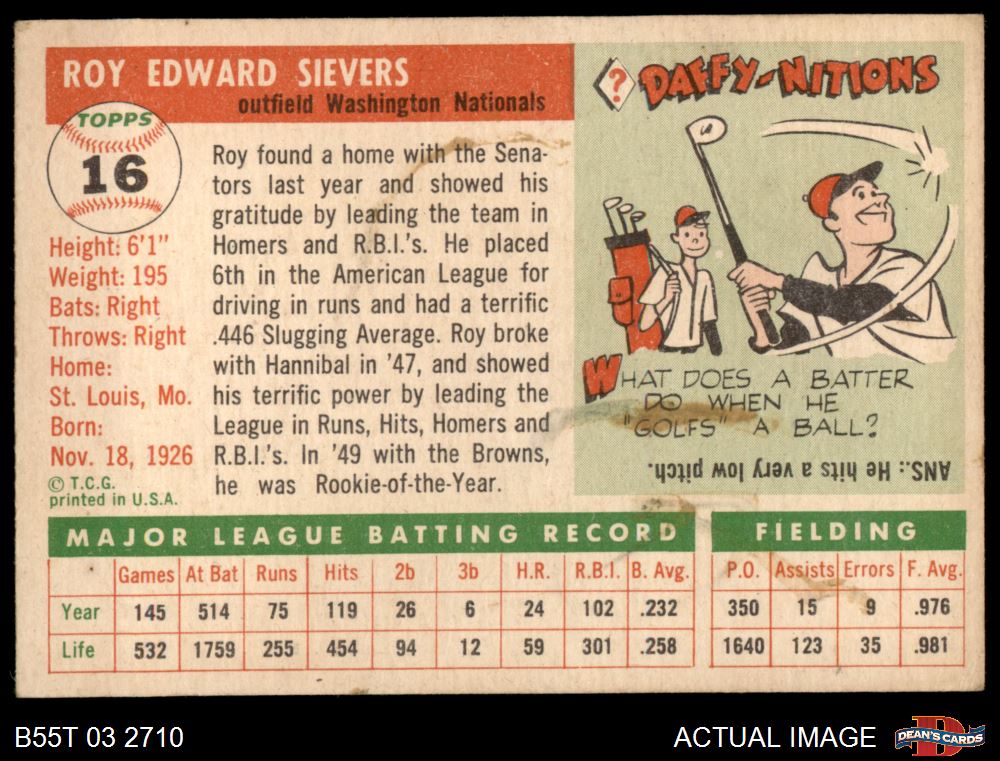 ROY EDWARD SIEVERS
outfield Washington Nationals
TOPPS
16
Height: 6'1"
Weight: 195
Bats: Right
Throws: Right
Home:
St. Louis, Mo.
Born:
Nov. 18, 1926
© T.C.G.
printed in U.S.A.
Roy found a home with the Sena-
tors last year and showed his
gratitude by leading the team in
Homers and R.B.I.'s. He placed
6th in the American League for
driving in runs and had a terrific
.446 Slugging Average. Roy broke
with Hannibal in '47, and showed
his terrific power by leading the
League in Runs, Hits, Homers and
R.B.I.'s. In '49 with the Browns,
he was Rookie-of-the-Year.
? DAFFY-NITIONS
WHAT DOES A BATTER
DO WHEN HE
"GOLFS" A BALL?
ANS.: He hits a very low pitch.
MAJOR LEAGUE BATTING RECORD FIELDING
Games At Bat Runs Hits 2b 3b H.R. R.B.I. B. Avg. P.O. Assists Errors F. Avg.
Year 145 514 75 119 26 6 24 102 .232 350 15 9 .976
Life 532 1759 255 454 94 12 59 301 .258 1640 123 35 .981
B55T 03 2710 ACTUAL IMAGE DEAN'S CARDS